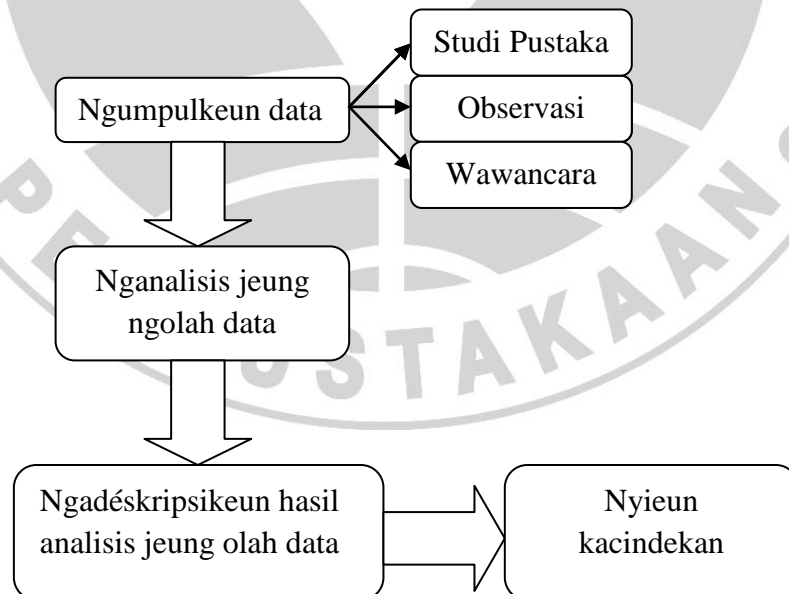 Studi Pustaka
Ngumpulkeun data
Observasi
Wawancara
Nganalisis jeung
ngolah data
Ngadéskripsikeun hasil
analisis jeung olah data
Nyieun
kacindekan